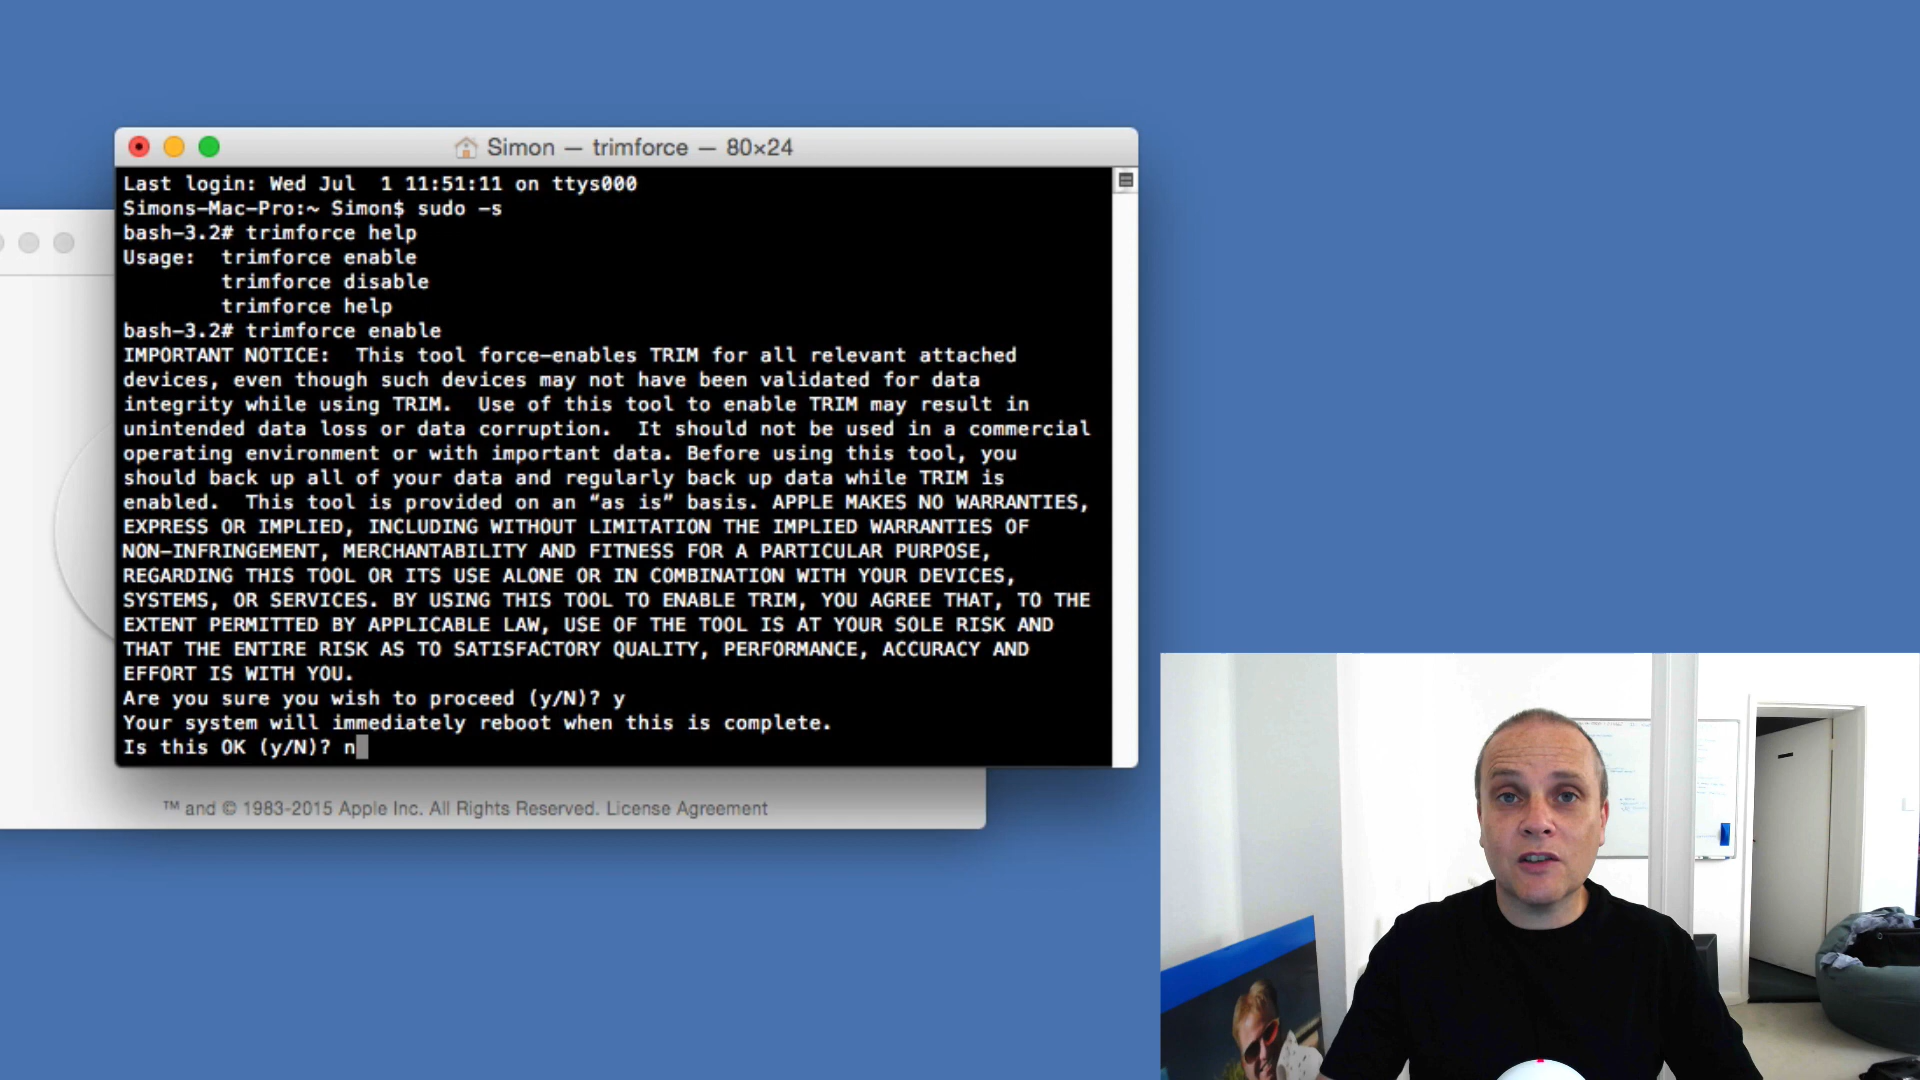 Simon — trimforce — 80×24
Last login: Wed Jul  1 11:51:11 on ttys000
Simons-Mac-Pro:~ Simon$ sudo -s
bash-3.2# trimforce help
Usage:  trimforce enable
        trimforce disable
        trimforce help
bash-3.2# trimforce enable
IMPORTANT NOTICE:  This tool force-enables TRIM for all relevant attached
devices, even though such devices may not have been validated for data
integrity while using TRIM.  Use of this tool to enable TRIM may result in
unintended data loss or data corruption.  It should not be used in a commercial
operating environment or with important data. Before using this tool, you
should back up all of your data and regularly back up data while TRIM is
enabled.  This tool is provided on an “as is” basis. APPLE MAKES NO WARRANTIES,
EXPRESS OR IMPLIED, INCLUDING WITHOUT LIMITATION THE IMPLIED WARRANTIES OF
NON-INFRINGEMENT, MERCHANTABILITY AND FITNESS FOR A PARTICULAR PURPOSE,
REGARDING THIS TOOL OR ITS USE ALONE OR IN COMBINATION WITH YOUR DEVICES,
SYSTEMS, OR SERVICES. BY USING THIS TOOL TO ENABLE TRIM, YOU AGREE THAT, TO THE
EXTENT PERMITTED BY APPLICABLE LAW, USE OF THE TOOL IS AT YOUR SOLE RISK AND
THAT THE ENTIRE RISK AS TO SATISFACTORY QUALITY, PERFORMANCE, ACCURACY AND
EFFORT IS WITH YOU.
Are you sure you wish to proceed (y/N)? y
Your system will immediately reboot when this is complete.
Is this OK (y/N)? n
™ and © 1983-2015 Apple Inc. All Rights Reserved. License Agreement